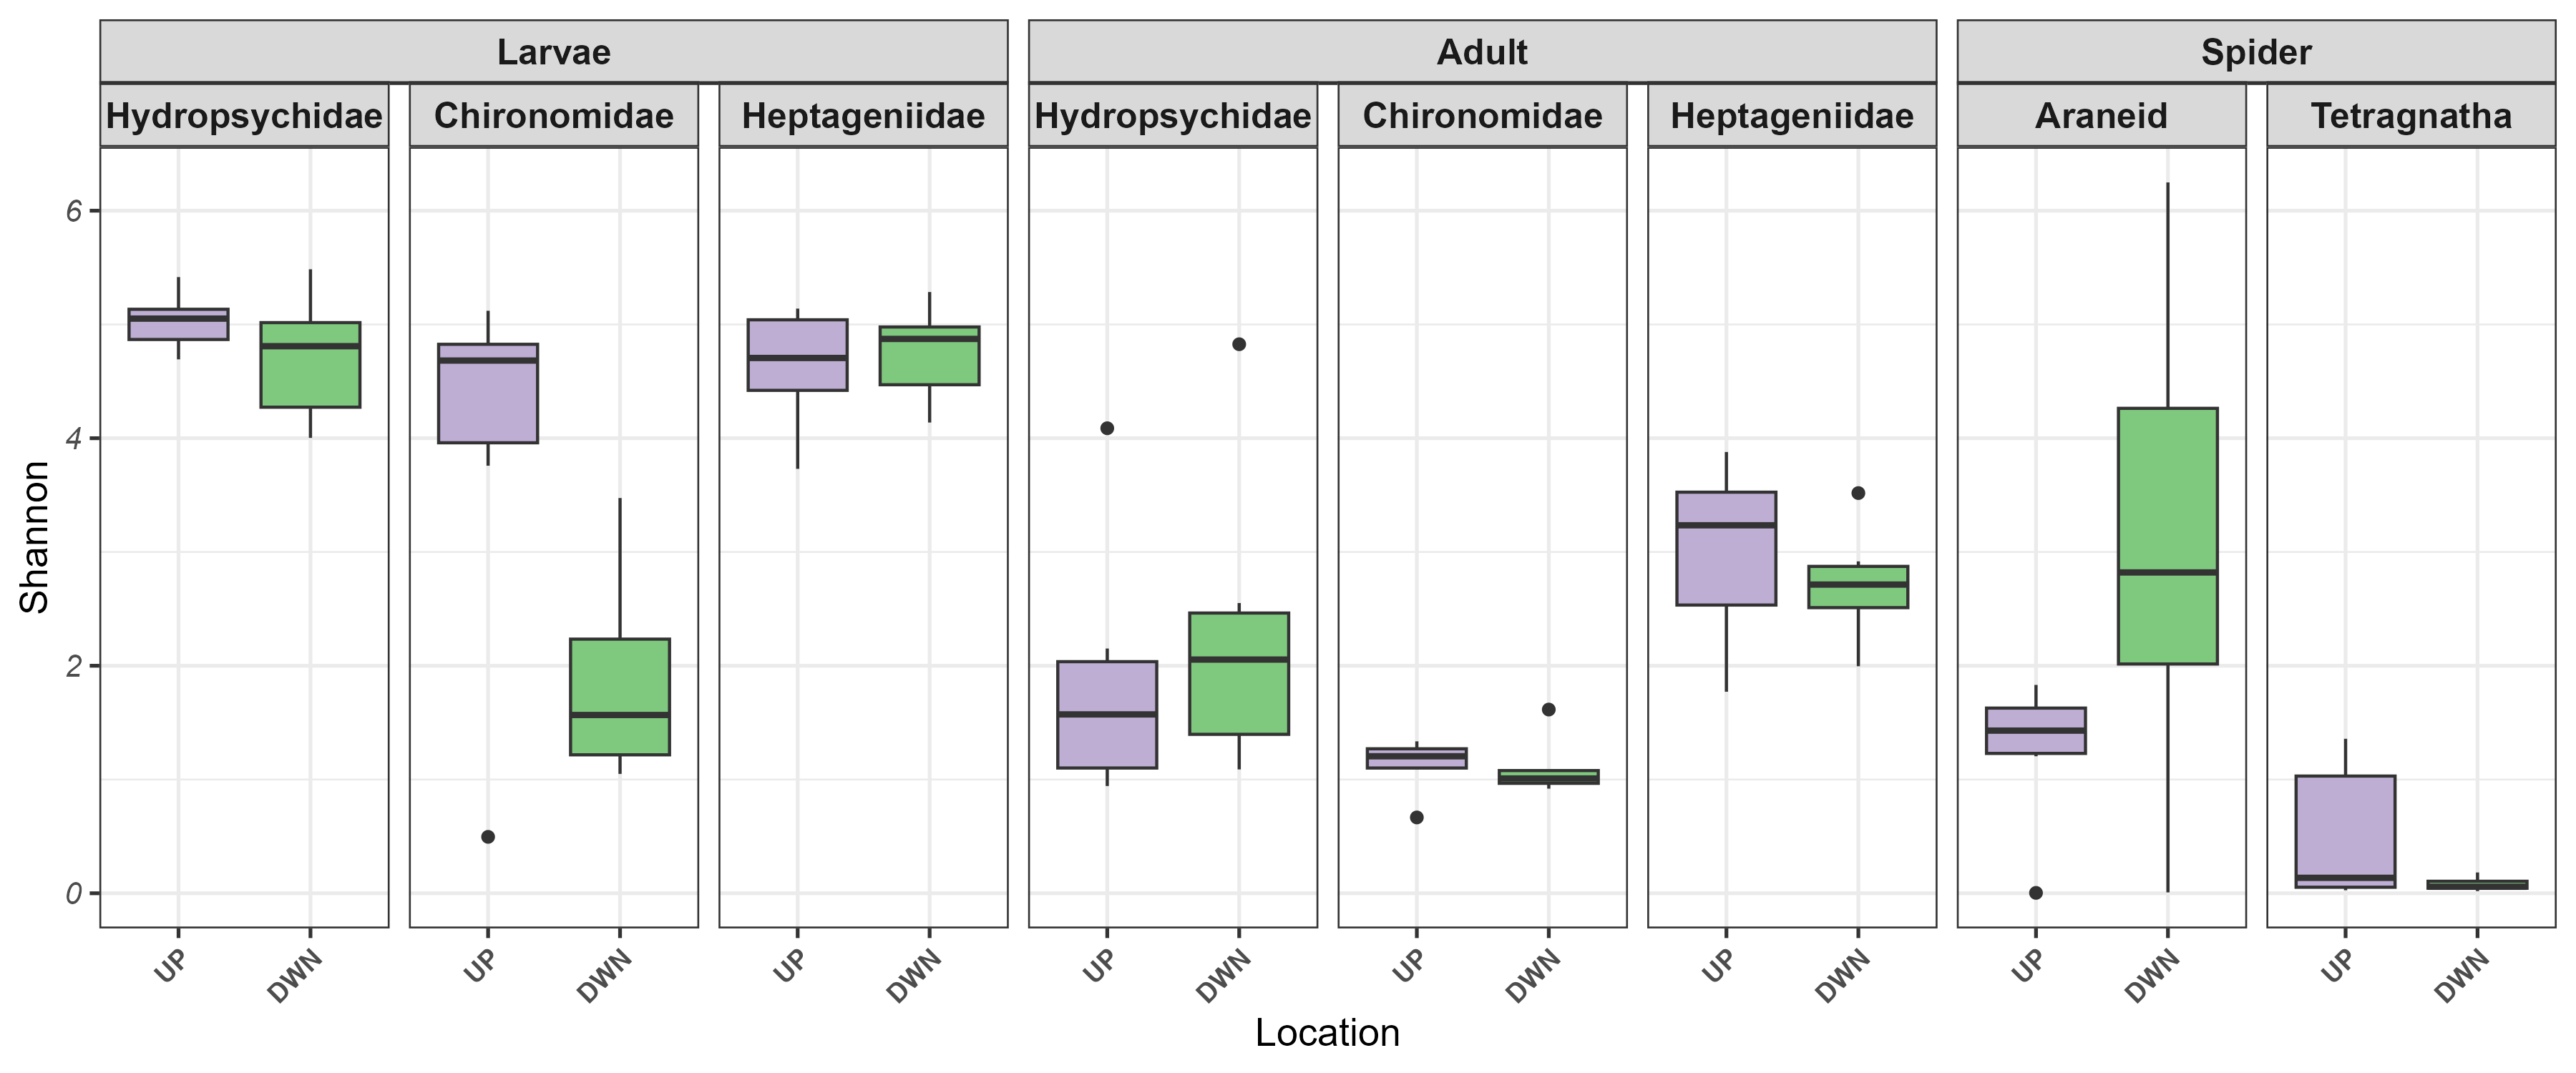 Larvae Adult Spider
Hydropsychidae Chironomidae Heptageniidae Hydropsychidae Chironomidae Heptageniidae Araneid Tetragnatha
Shannon
6
4
2
0
UP DWN UP DWN UP DWN UP DWN UP DWN UP DWN UP DWN UP DWN
Location